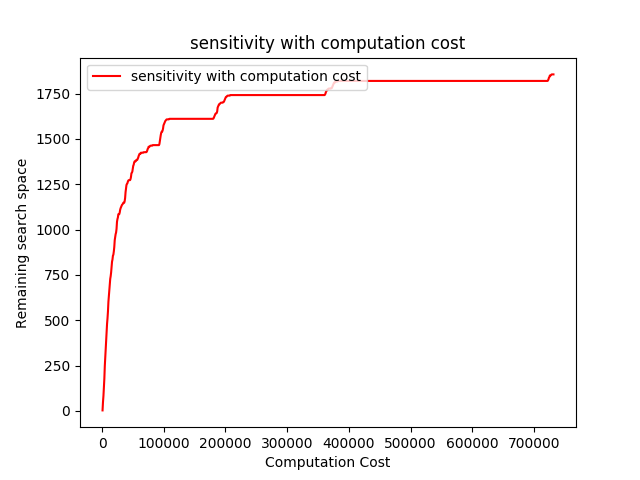 sensitivity with computation cost
sensitivity with computation cost
1750
1500
1250
1000
750
500
250
0
Remaining search space
0 100000 200000 300000 400000 500000 600000 700000
Computation Cost